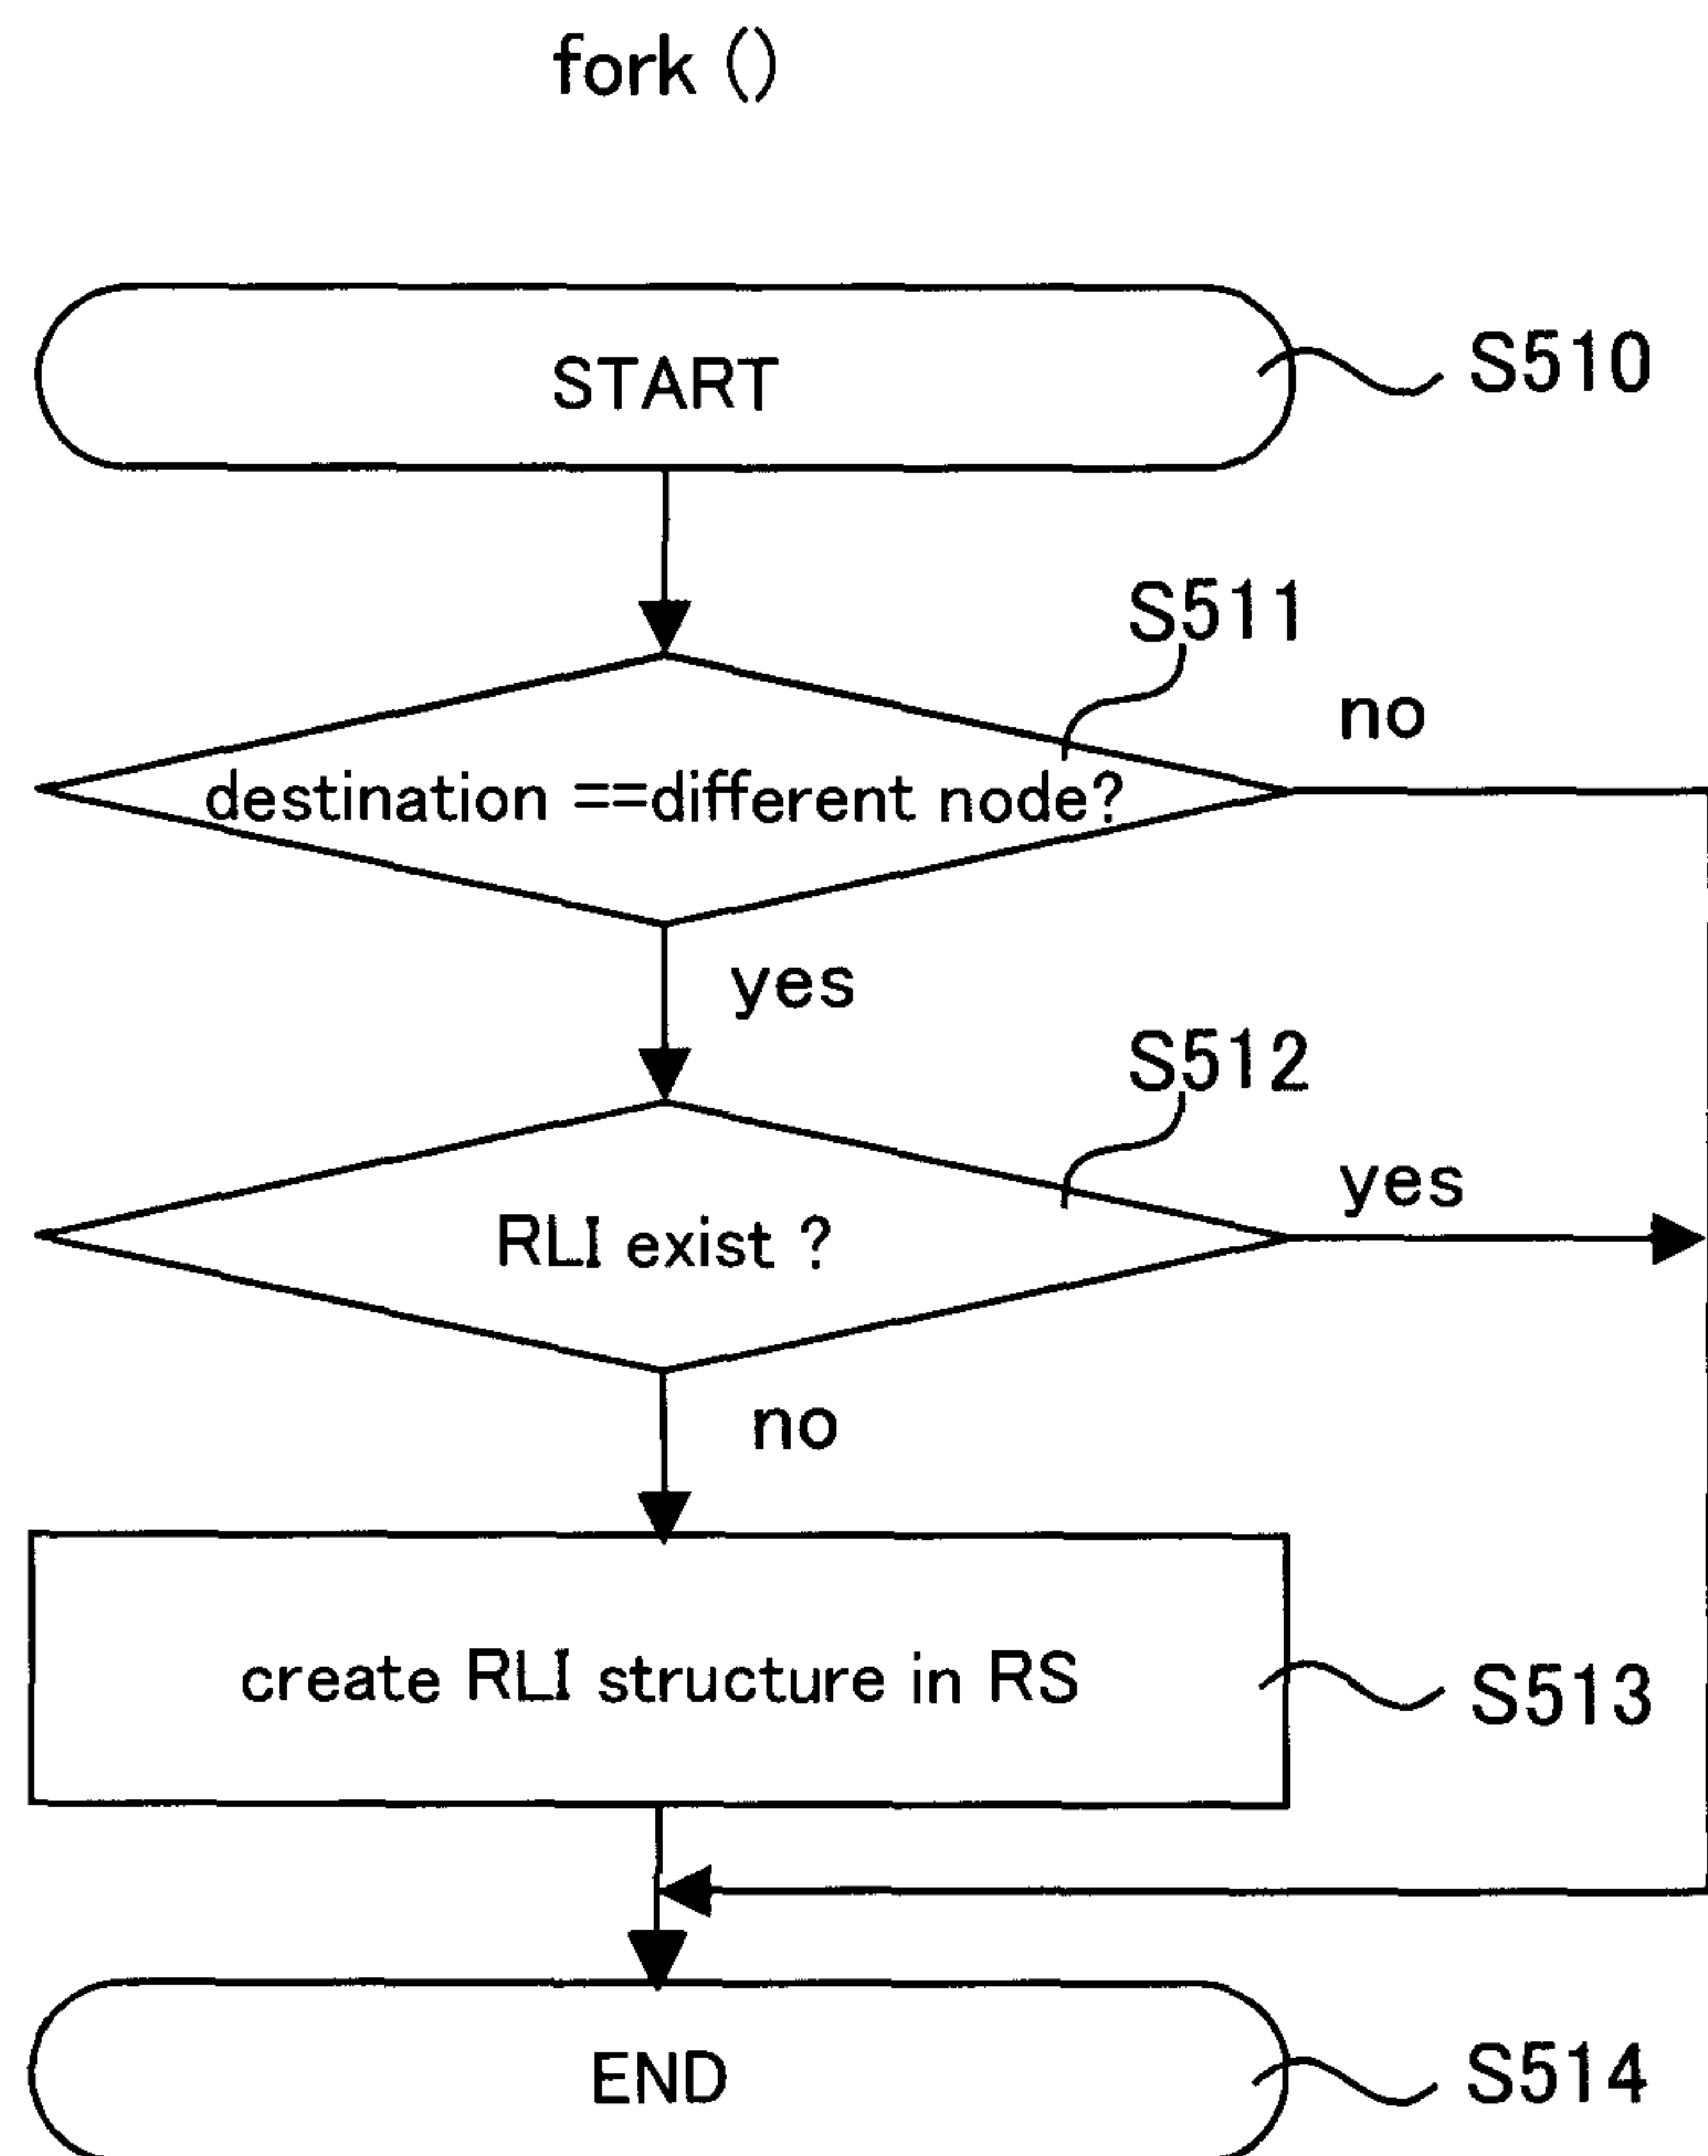 fork ()
START
S510
S511
no
destination ==different node?
yes
S512
yes
RLI exist ?
no
create RLI structure in RS
S513
END
S514